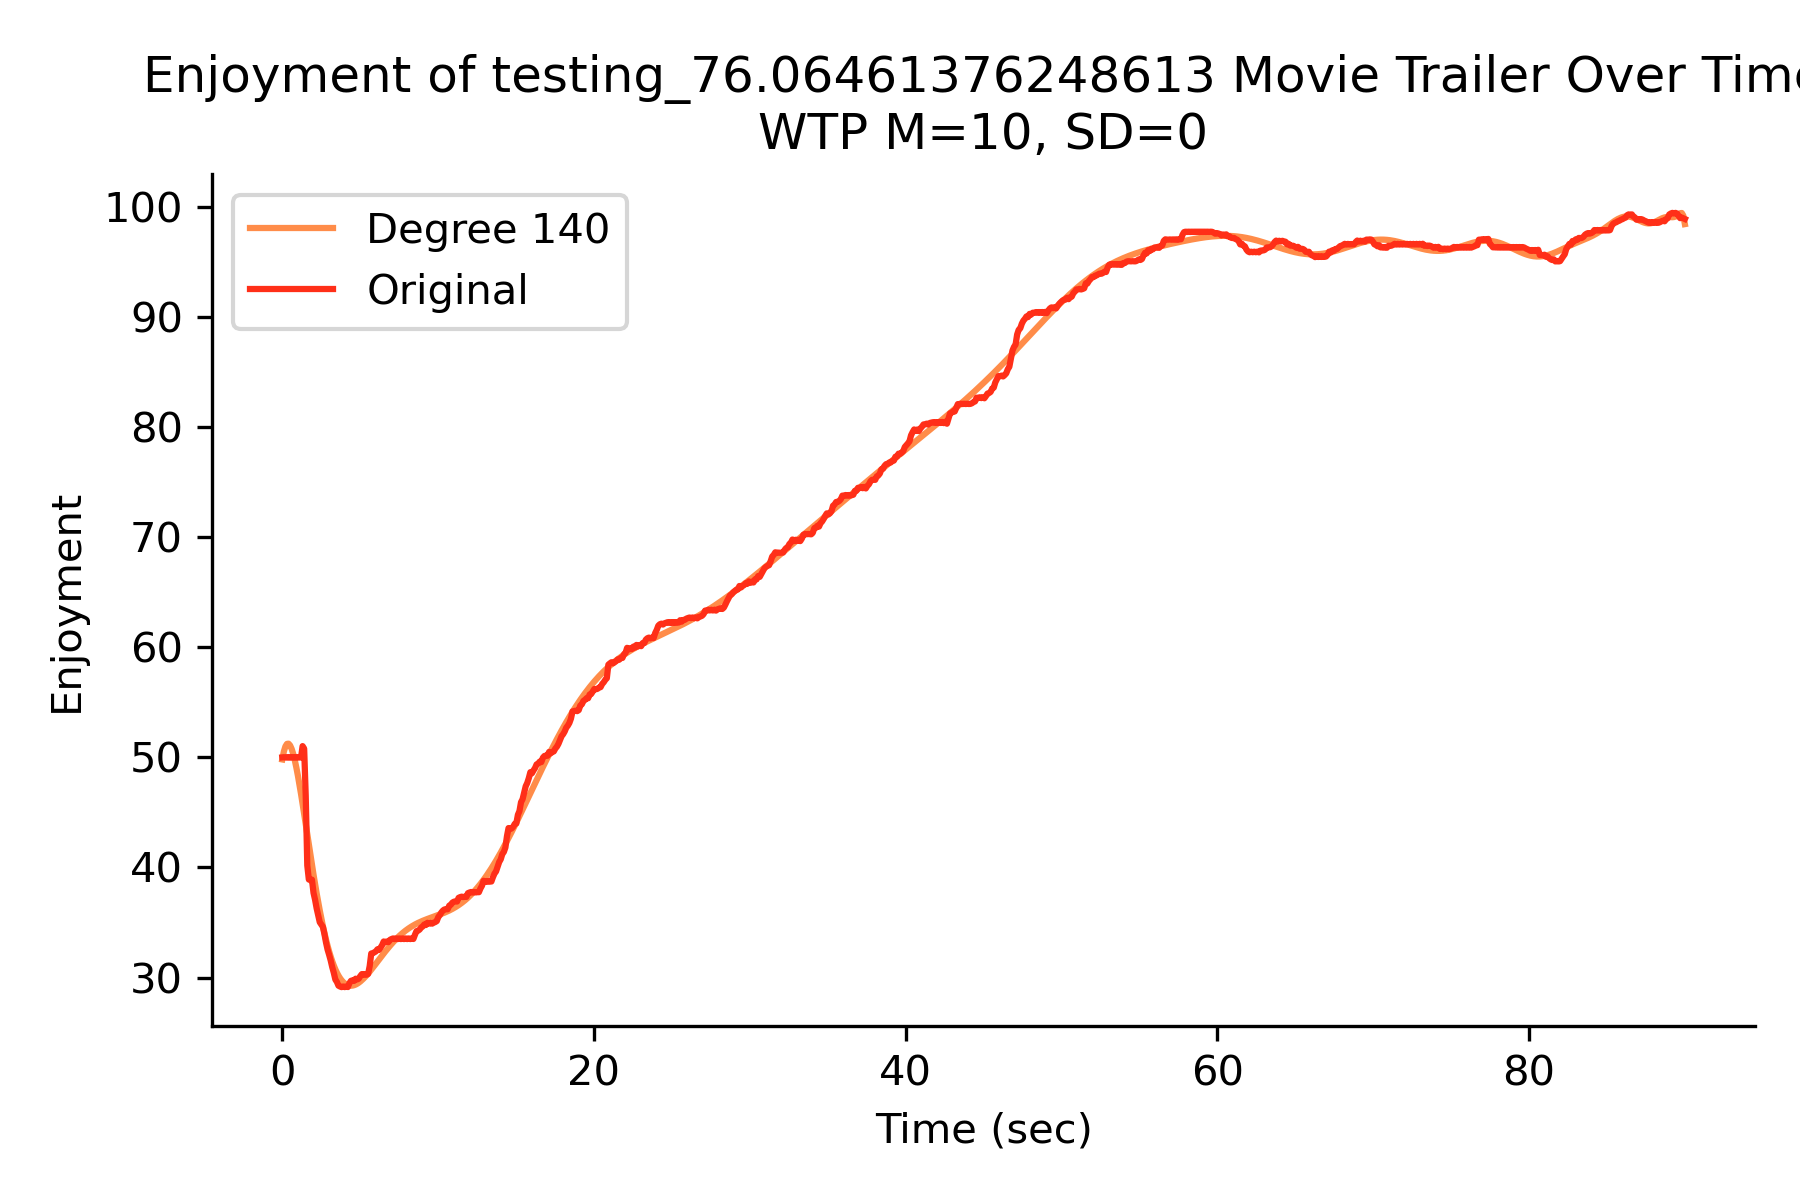 Enjoyment of testing_76.06461376248613 Movie Trailer Over Time
WTP M=10, SD=0
100
90
80
70
60
50
40
30
Enjoyment
Degree 140
Original
0 20 40 60 80
Time (sec)